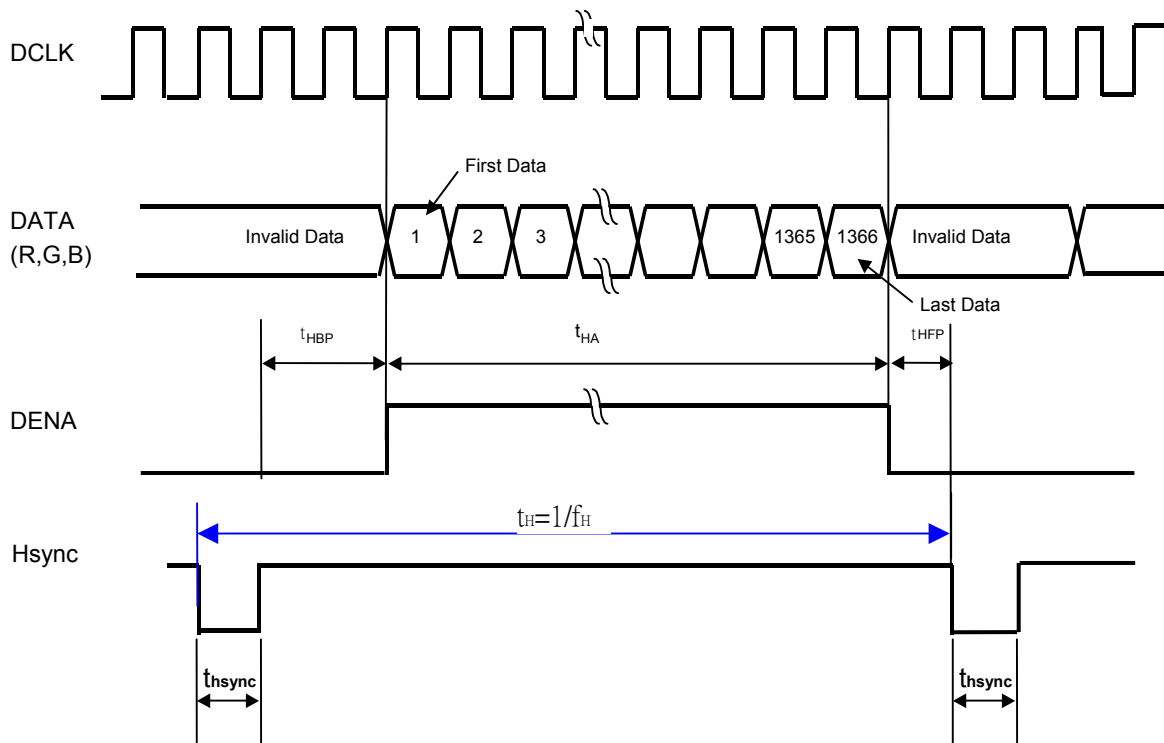 DCLK
First Data
DATA
(R,G,B)
Invalid Data
1
2
3
1365
1366
Invalid Data
Last Data
tHBP
tHA
tHFP
DENA
tH=1/fH
Hsync
thsync
thsync